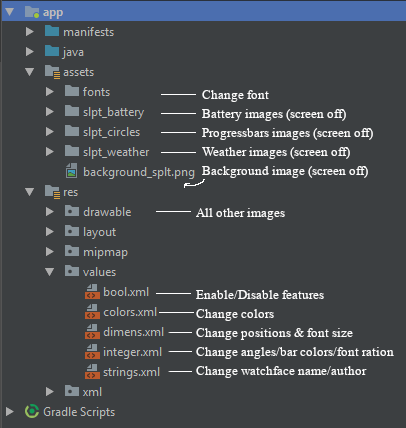 app
manifests
java
assets
fonts Change font
slpt_battery Battery images (screen off)
slpt_circles Progressbars images (screen off)
slpt_weather Weather images (screen off)
background_splt.png Background image (screen off)
res
drawable All other images
layout
mipmap
values
bool.xml Enable/Disable features
colors.xml Change colors
dimens.xml Change positions & font size
integer.xml Change angles/bar colors/font ration
strings.xml Change watchface name/author
xml
Gradle Scripts